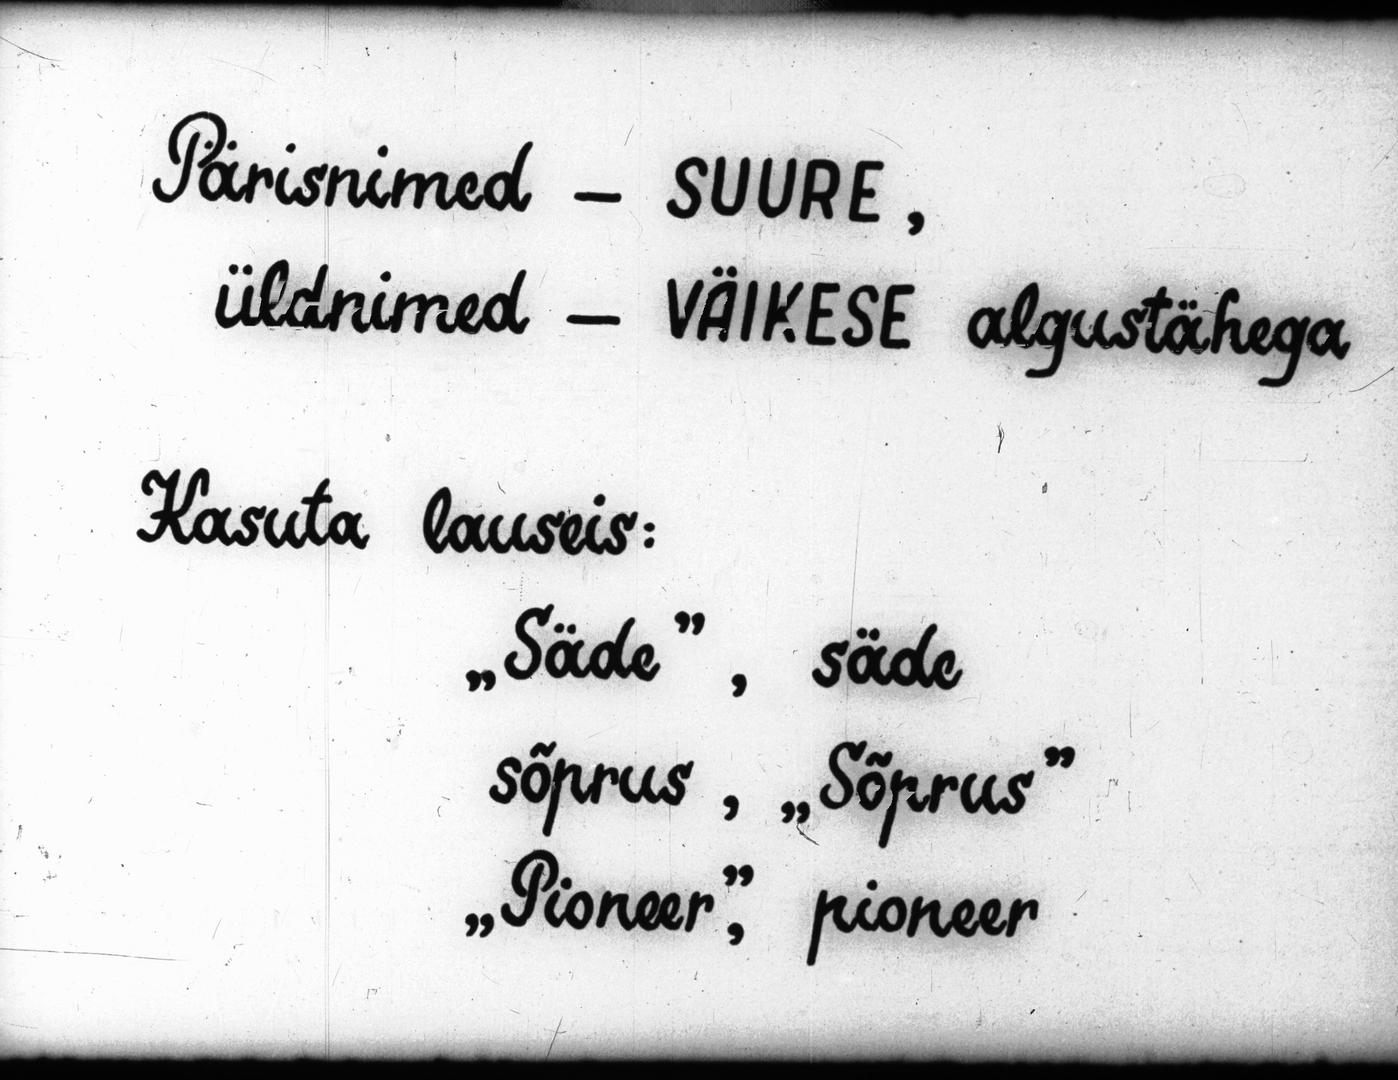 Pärisnimed – SUURE,
üldnimed – VÄIKESE algustähega
Kasuta lauseis:
„Säde”, säde
sõprus, „Sõprus”
„Pioneer”, pioneer